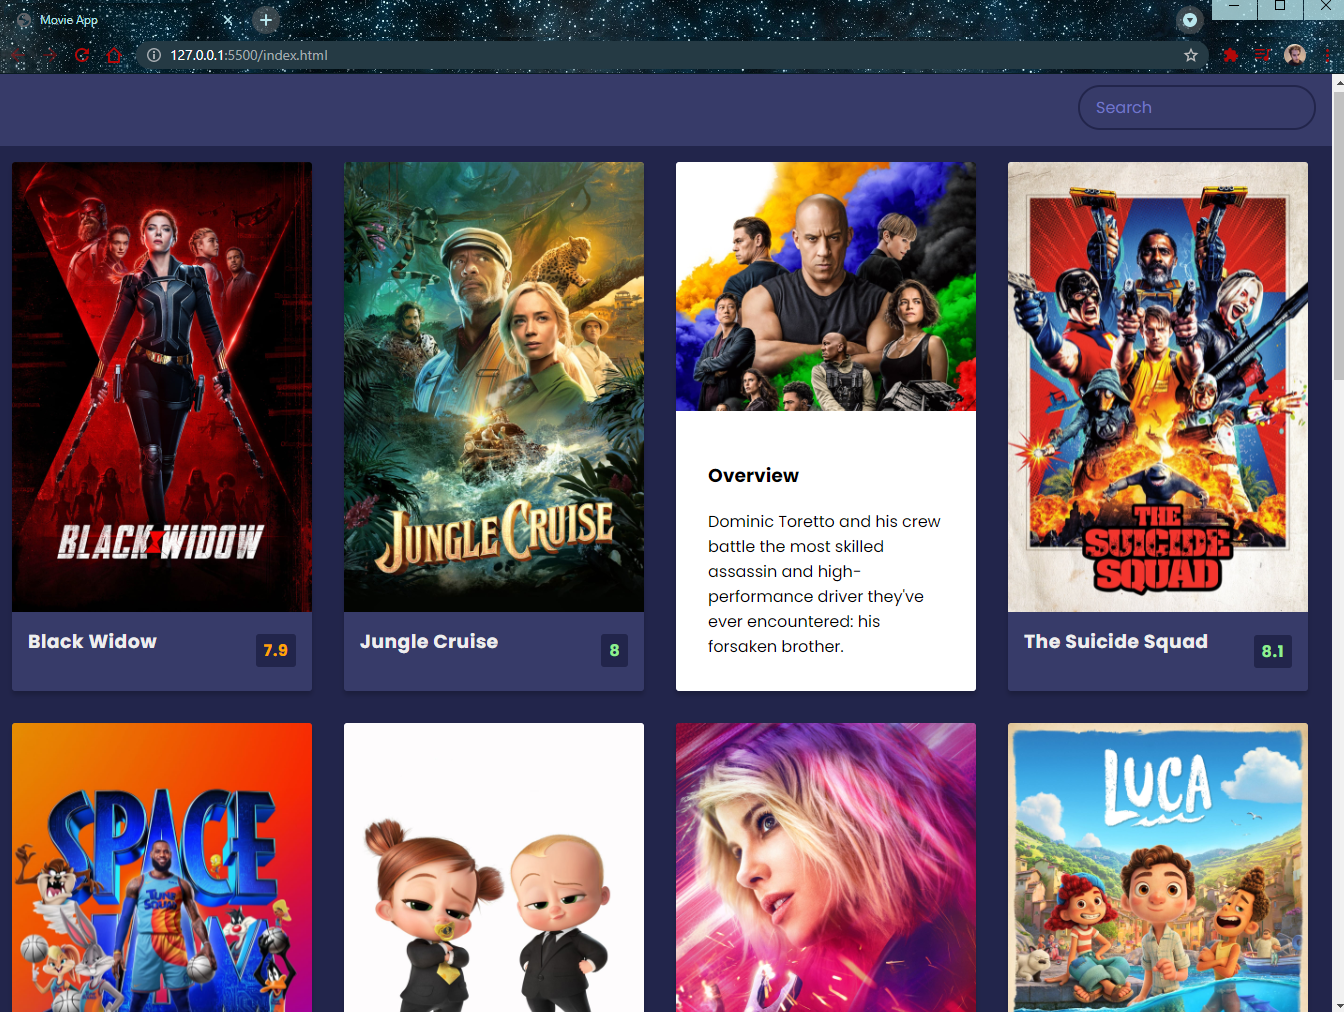 Movie App
127.0.0.1:5500/index.html
Search
BLACK WIDOW
JUNGLE CRUISE
THE
SUICIDE
SQUAD
Overview
Dominic Toretto and his crew
battle the most skilled
assassin and high-
performance driver they've
ever encountered: his
forsaken brother.
Black Widow
7.9
Jungle Cruise
8
The Suicide Squad
8.1
SPACE
TUNE
SQUAD
LUCA